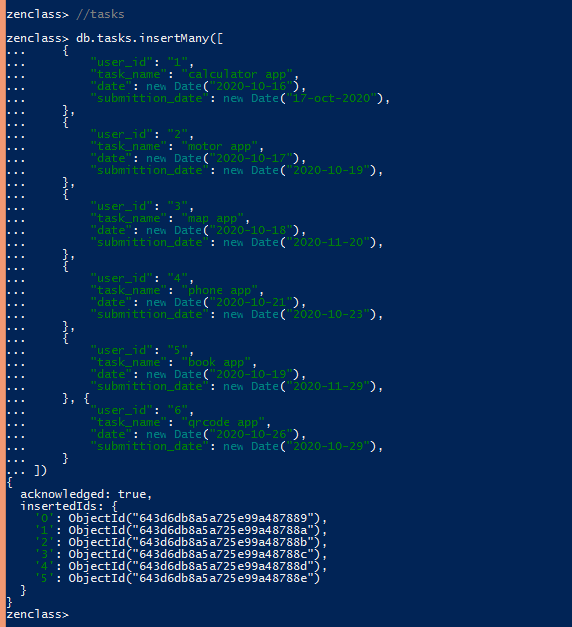 zenclass> //tasks
zenclass> db.tasks.insertMany([
...     {
...         "user_id": "1",
...         "task_name": "calculator app",
...         "date": new Date("2020-10-16"),
...         "submittion_date": new Date("17-oct-2020"),
...     },
...     {
...         "user_id": "2",
...         "task_name": "motor app",
...         "date": new Date("2020-10-17"),
...         "submittion_date": new Date("2020-10-19"),
...     },
...     {
...         "user_id": "3",
...         "task_name": "map app",
...         "date": new Date("2020-10-18"),
...         "submittion_date": new Date("2020-11-20"),
...     },
...     {
...         "user_id": "4",
...         "task_name": "phone app",
...         "date": new Date("2020-10-21"),
...         "submittion_date": new Date("2020-10-23"),
...     },
...     {
...         "user_id": "5",
...         "task_name": "book app",
...         "date": new Date("2020-10-19"),
...         "submittion_date": new Date("2020-11-29"),
...     }, {
...         "user_id": "6",
...         "task_name": "qrcode app",
...         "date": new Date("2020-10-26"),
...         "submittion_date": new Date("2020-10-29"),
...     }
... ])
{
  acknowledged: true,
  insertedIds: {
    '0': ObjectId("643d6db8a5a725e99a487889"),
    '1': ObjectId("643d6db8a5a725e99a48788a"),
    '2': ObjectId("643d6db8a5a725e99a48788b"),
    '3': ObjectId("643d6db8a5a725e99a48788c"),
    '4': ObjectId("643d6db8a5a725e99a48788d"),
    '5': ObjectId("643d6db8a5a725e99a48788e")
  }
}
zenclass>